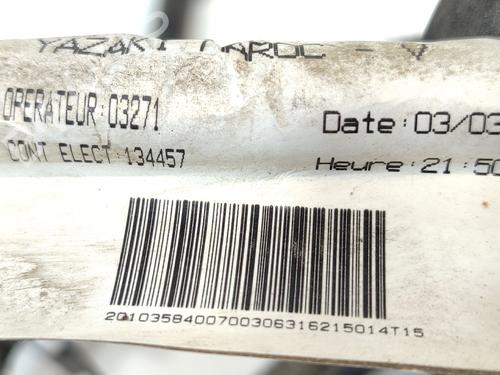 YAZAKI MAROC - V
OPERATEUR:03271
Date:03/03
CONT ELECT:134457
Heure:21:50
2010358400700306316215014T15